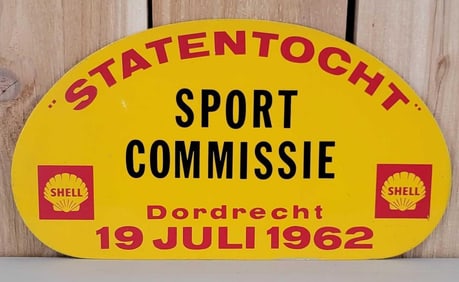 "STATENTOCHT"
SPORT
COMMISSIE
SHELL
SHELL
Dordrecht
19 JULI 1962